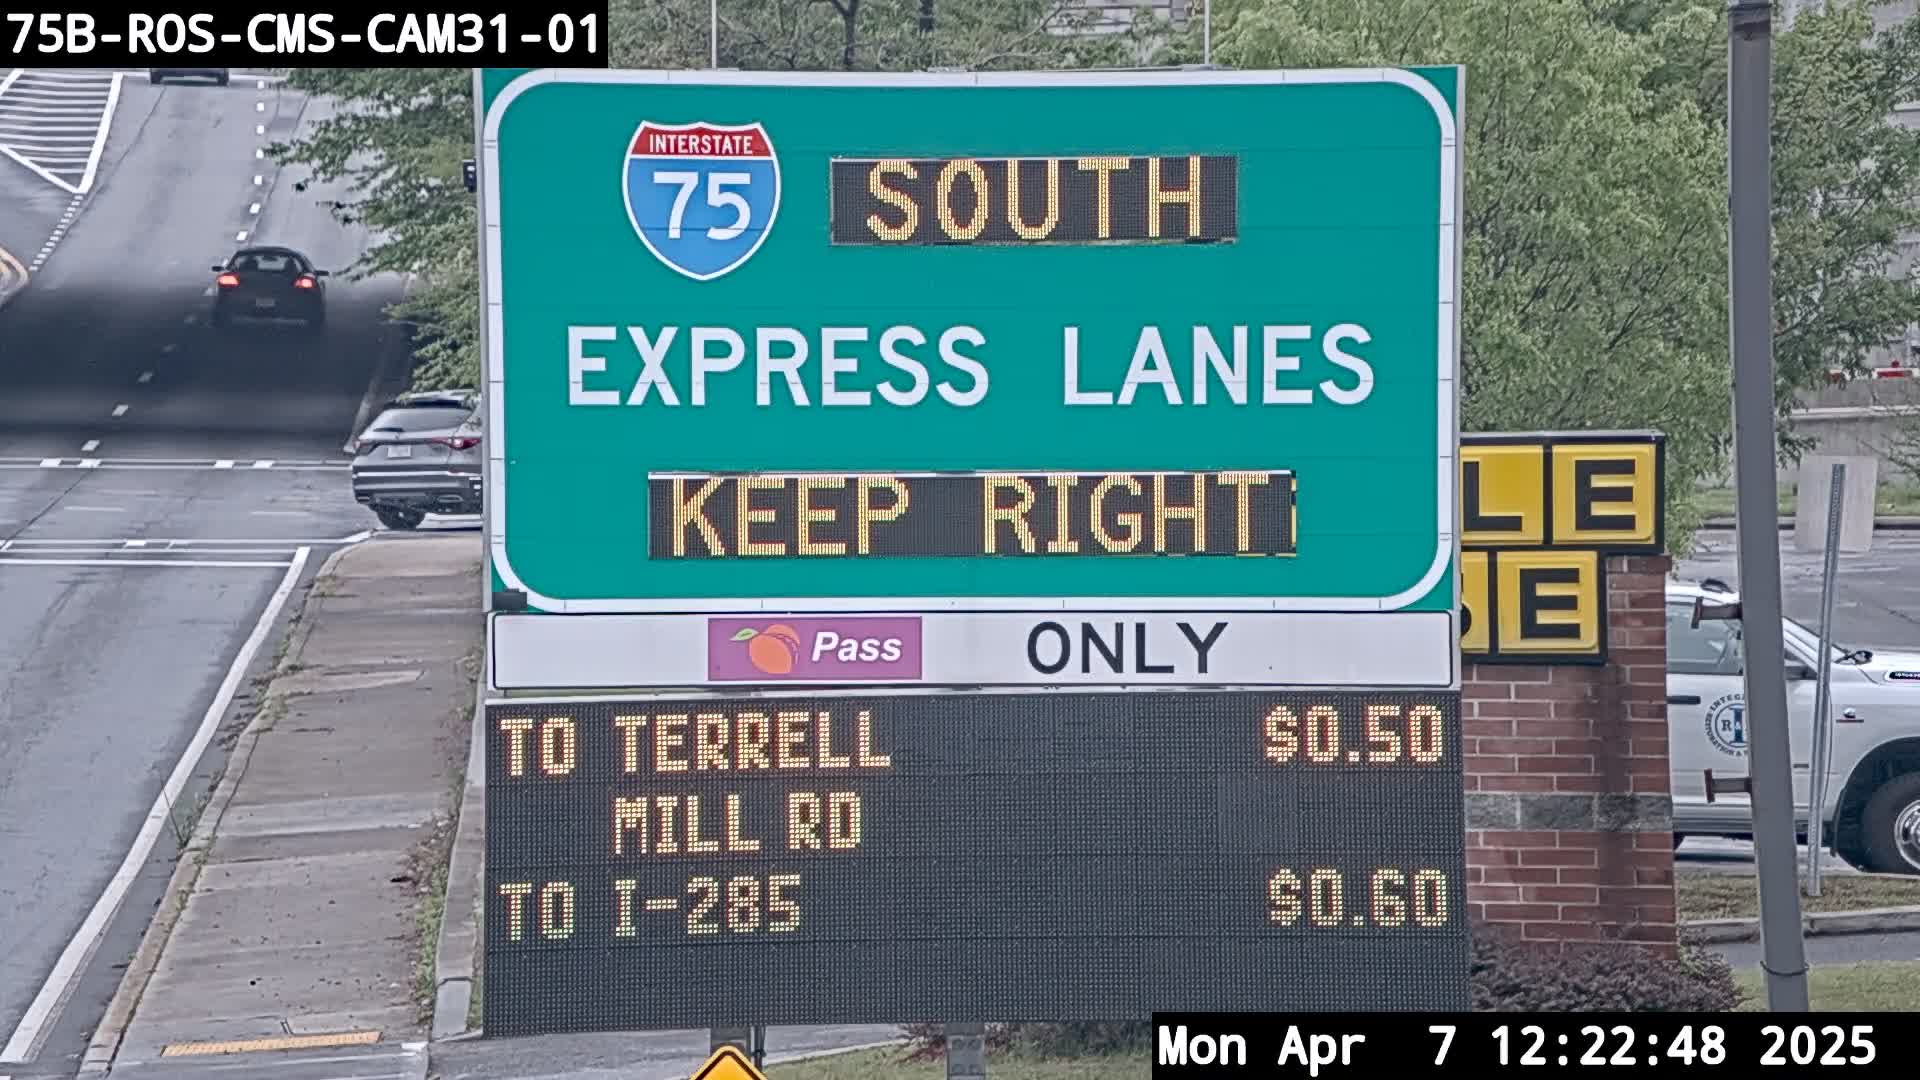 75B-ROS-CMS-CAM31-01
INTERSTATE
75
SOUTH
EXPRESS LANES
KEEP RIGHT
Pass ONLY
LE
E
TO TERRELL $0.50
MILL RD
TO I-285 $0.60
Mon Apr 7 12:22:48 2025